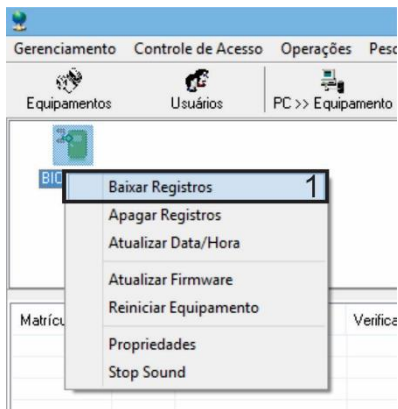 Gerenciamento Controle de Acesso Operações
Equipamentos Usuários PC >> Equipamento
Baixar Registros 1
Apagar Registros
Atualizar Data/Hora
Atualizar Firmware
Reiniciar Equipamento
Propriedades
Stop Sound